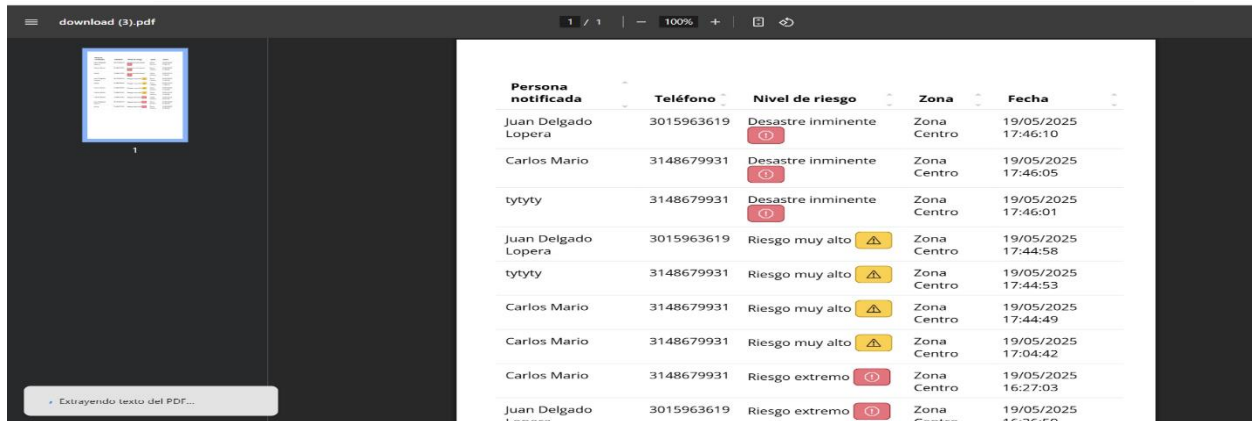 download (3).pdf
1 / 1
100%
1
Persona notificada Teléfono Nivel de riesgo Zona Fecha
Juan Delgado Lopera 3015963619 Desastre inminente Zona Centro 19/05/2025 17:46:10
Carlos Mario 3148679931 Desastre inminente Zona Centro 19/05/2025 17:46:05
tytyty 3148679931 Desastre inminente Zona Centro 19/05/2025 17:46:01
Juan Delgado Lopera 3015963619 Riesgo muy alto Zona Centro 19/05/2025 17:44:58
tytyty 3148679931 Riesgo muy alto Zona Centro 19/05/2025 17:44:53
Carlos Mario 3148679931 Riesgo muy alto Zona Centro 19/05/2025 17:44:49
Carlos Mario 3148679931 Riesgo muy alto Zona Centro 19/05/2025 17:04:42
Carlos Mario 3148679931 Riesgo extremo Zona Centro 19/05/2025 16:27:03
Juan Delgado 3015963619 Riesgo extremo Zona 19/05/2025
Extrayendo texto del PDF...